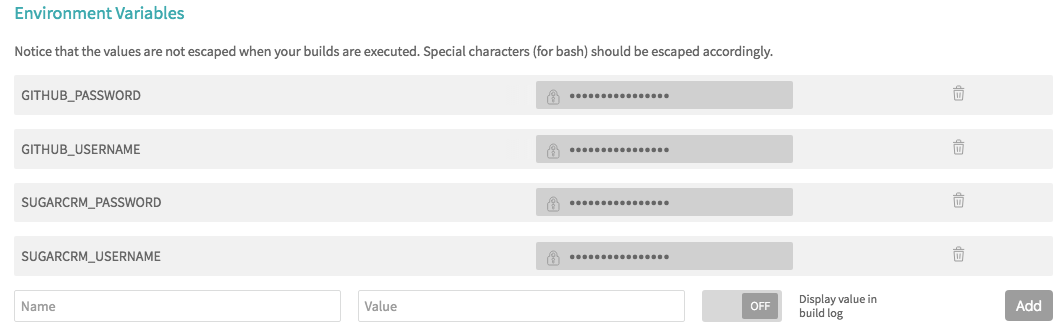 Environment Variables
Notice that the values are not escaped when your builds are executed. Special characters (for bash) should be escaped accordingly.
GITHUB_PASSWORD ••••••••••••••••
GITHUB_USERNAME ••••••••••••••••
SUGARCRM_PASSWORD ••••••••••••••••
SUGARCRM_USERNAME ••••••••••••••••
Name Value OFF Display value in
build log
Add